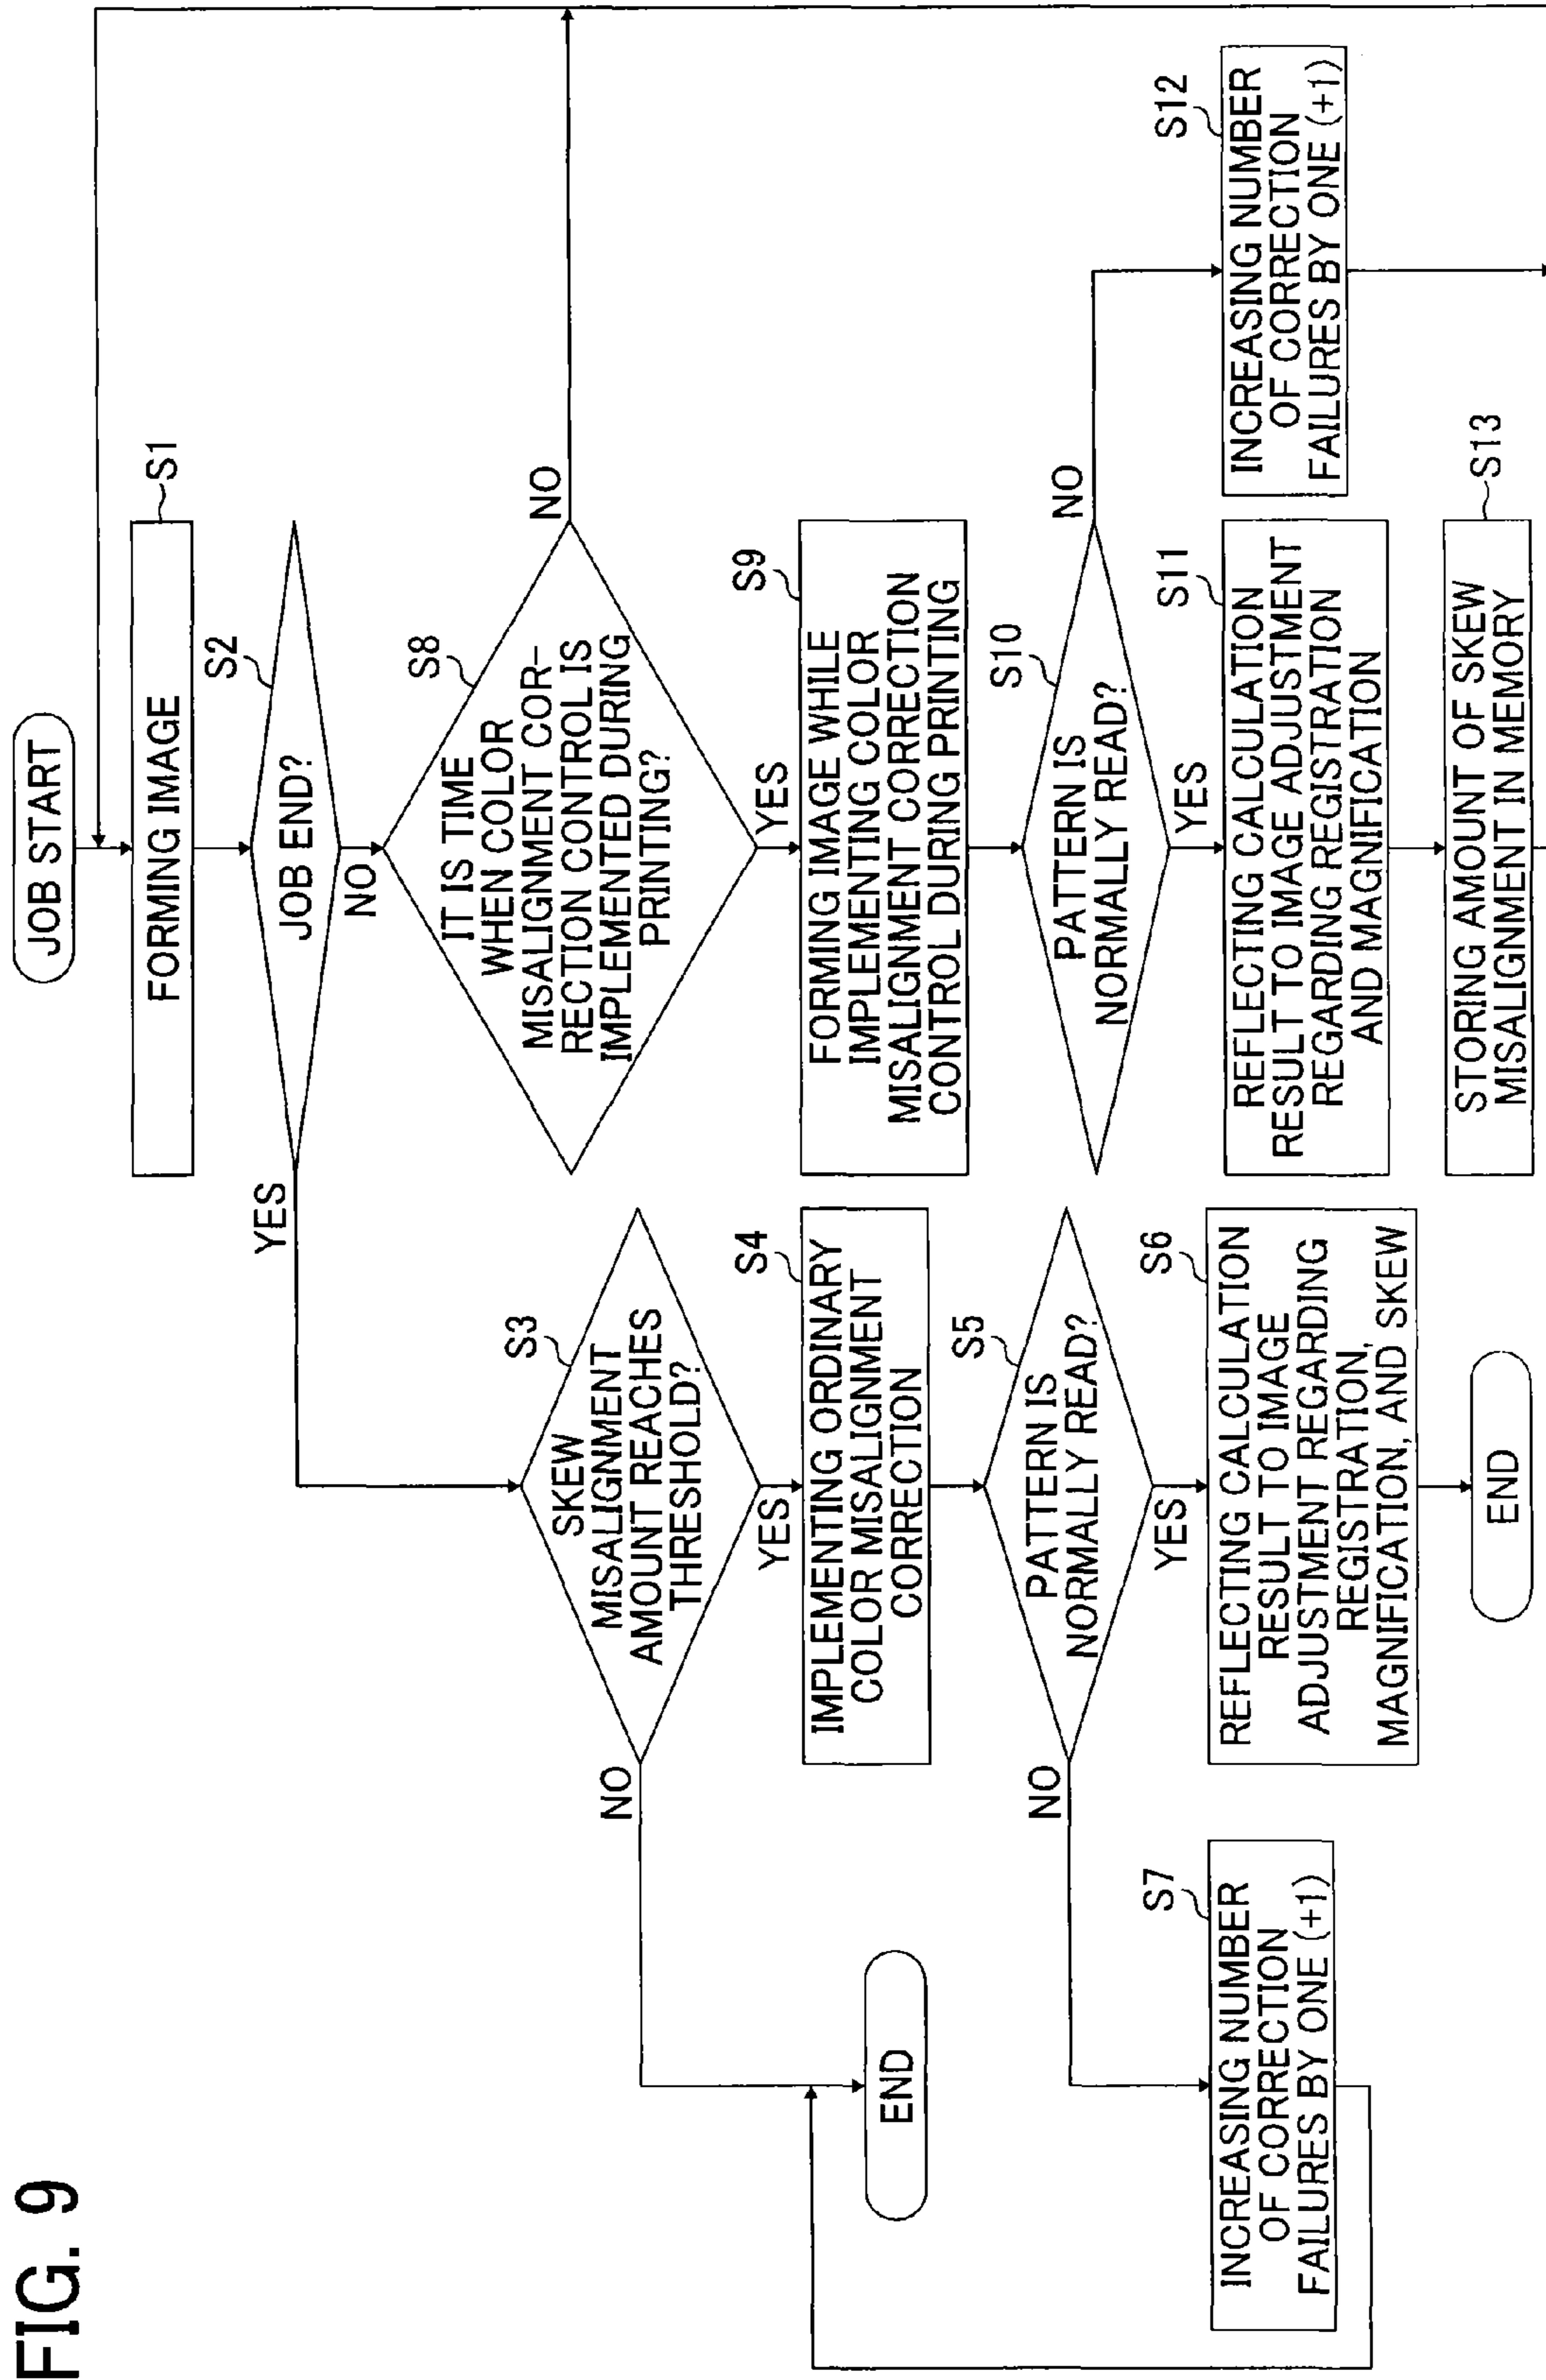 FIG. 9
JOB START
FORMING IMAGE
S1
JOB END?
S2
YES
NO
SKEW
MISALIGNMENT
AMOUNT REACHES
THRESHOLD?
S3
NO
YES
IMPLEMENTING ORDINARY
COLOR MISALIGNMENT
CORRECTION
S4
PATTERN IS
NORMALLY READ?
S5
NO
YES
REFLECTING CALCULATION
RESULT TO IMAGE
ADJUSTMENT REGARDING
REGISTRATION,
MAGNIFICATION, AND SKEW
S6
END
INCREASING NUMBER
OF CORRECTION
FAILURES BY ONE (+1)
S7
END
IT IS TIME
WHEN COLOR
MISALIGNMENT COR-
RECTION CONTROL IS
IMPLEMENTED DURING
PRINTING?
S8
NO
YES
FORMING IMAGE WHILE
IMPLEMENTING COLOR
MISALIGNMENT CORRECTION
CONTROL DURING PRINTING
S9
PATTERN IS
NORMALLY READ?
S10
NO
YES
REFLECTING CALCULATION
RESULT TO IMAGE ADJUSTMENT
REGARDING REGISTRATION
AND MAGNIFICATION
S11
INCREASING NUMBER
OF CORRECTION
FAILURES BY ONE (+1)
S12
STORING AMOUNT OF SKEW
MISALIGNMENT IN MEMORY
S13